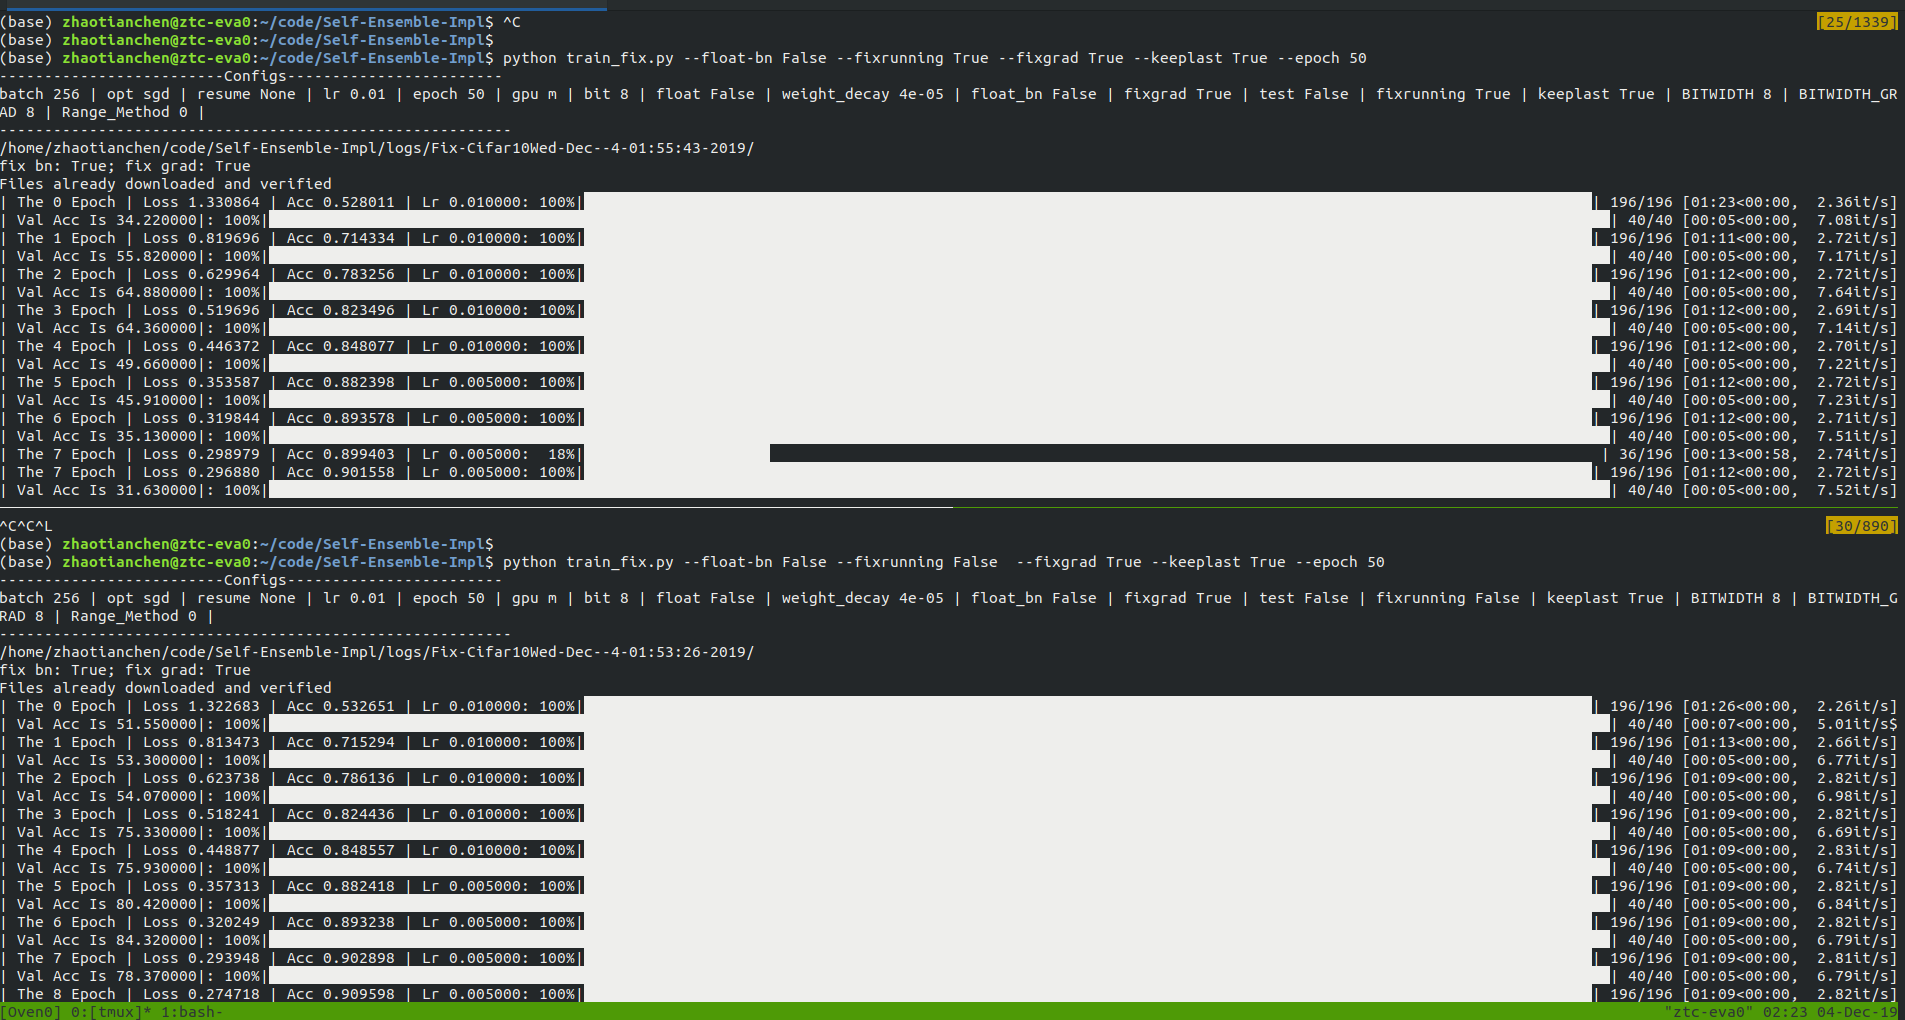 (base) zhaotianchen@ztc-eva0:~/code/Self-Ensemble-Impl$ ^C [25/1339]
(base) zhaotianchen@ztc-eva0:~/code/Self-Ensemble-Impl$
(base) zhaotianchen@ztc-eva0:~/code/Self-Ensemble-Impl$ python train_fix.py --float-bn False --fixrunning True --fixgrad True --keeplast True --epoch 50
-------------------------Configs------------------------
batch 256 | opt sgd | resume None | lr 0.01 | epoch 50 | gpu m | bit 8 | float False | weight_decay 4e-05 | float_bn False | fixgrad True | test False | fixrunning True | keeplast True | BITWIDTH 8 | BITWIDTH_GR
AD 8 | Range_Method 0 |
---------------------------------------------------------
/home/zhaotianchen/code/Self-Ensemble-Impl/logs/Fix-Cifar10Wed-Dec--4-01:55:43-2019/
fix bn: True; fix grad: True
Files already downloaded and verified
| The 0 Epoch | Loss 1.330864 | Acc 0.528011 | Lr 0.010000: 100%| | 196/196 [01:23<00:00,  2.36it/s]
| Val Acc Is 34.220000|: 100%| | 40/40 [00:05<00:00,  7.08it/s]
| The 1 Epoch | Loss 0.819696 | Acc 0.714334 | Lr 0.010000: 100%| | 196/196 [01:11<00:00,  2.72it/s]
| Val Acc Is 55.820000|: 100%| | 40/40 [00:05<00:00,  7.17it/s]
| The 2 Epoch | Loss 0.629964 | Acc 0.783256 | Lr 0.010000: 100%| | 196/196 [01:12<00:00,  2.72it/s]
| Val Acc Is 64.880000|: 100%| | 40/40 [00:05<00:00,  7.64it/s]
| The 3 Epoch | Loss 0.519696 | Acc 0.823496 | Lr 0.010000: 100%| | 196/196 [01:12<00:00,  2.69it/s]
| Val Acc Is 64.360000|: 100%| | 40/40 [00:05<00:00,  7.14it/s]
| The 4 Epoch | Loss 0.446372 | Acc 0.848077 | Lr 0.010000: 100%| | 196/196 [01:12<00:00,  2.70it/s]
| Val Acc Is 49.660000|: 100%| | 40/40 [00:05<00:00,  7.22it/s]
| The 5 Epoch | Loss 0.353587 | Acc 0.882398 | Lr 0.005000: 100%| | 196/196 [01:12<00:00,  2.72it/s]
| Val Acc Is 45.910000|: 100%| | 40/40 [00:05<00:00,  7.23it/s]
| The 6 Epoch | Loss 0.319844 | Acc 0.893578 | Lr 0.005000: 100%| | 196/196 [01:12<00:00,  2.71it/s]
| Val Acc Is 35.130000|: 100%| | 40/40 [00:05<00:00,  7.51it/s]
| The 7 Epoch | Loss 0.298979 | Acc 0.899403 | Lr 0.005000:  18%| | 36/196 [00:13<00:58,  2.74it/s]
| The 7 Epoch | Loss 0.296880 | Acc 0.901558 | Lr 0.005000: 100%| | 196/196 [01:12<00:00,  2.72it/s]
| Val Acc Is 31.630000|: 100%| | 40/40 [00:05<00:00,  7.52it/s]
^C^C^L [30/890]
(base) zhaotianchen@ztc-eva0:~/code/Self-Ensemble-Impl$
(base) zhaotianchen@ztc-eva0:~/code/Self-Ensemble-Impl$ python train_fix.py --float-bn False --fixrunning False  --fixgrad True --keeplast True --epoch 50
-------------------------Configs------------------------
batch 256 | opt sgd | resume None | lr 0.01 | epoch 50 | gpu m | bit 8 | float False | weight_decay 4e-05 | float_bn False | fixgrad True | test False | fixrunning False | keeplast True | BITWIDTH 8 | BITWIDTH_G
RAD 8 | Range_Method 0 |
---------------------------------------------------------
/home/zhaotianchen/code/Self-Ensemble-Impl/logs/Fix-Cifar10Wed-Dec--4-01:53:26-2019/
fix bn: True; fix grad: True
Files already downloaded and verified
| The 0 Epoch | Loss 1.322683 | Acc 0.532651 | Lr 0.010000: 100%| | 196/196 [01:26<00:00,  2.26it/s]
| Val Acc Is 51.550000|: 100%| | 40/40 [00:07<00:00,  5.01it/s$
| The 1 Epoch | Loss 0.813473 | Acc 0.715294 | Lr 0.010000: 100%| | 196/196 [01:13<00:00,  2.66it/s]
| Val Acc Is 53.300000|: 100%| | 40/40 [00:05<00:00,  6.77it/s]
| The 2 Epoch | Loss 0.623738 | Acc 0.786136 | Lr 0.010000: 100%| | 196/196 [01:09<00:00,  2.82it/s]
| Val Acc Is 54.070000|: 100%| | 40/40 [00:05<00:00,  6.98it/s]
| The 3 Epoch | Loss 0.518241 | Acc 0.824436 | Lr 0.010000: 100%| | 196/196 [01:09<00:00,  2.82it/s]
| Val Acc Is 75.330000|: 100%| | 40/40 [00:05<00:00,  6.69it/s]
| The 4 Epoch | Loss 0.448877 | Acc 0.848557 | Lr 0.010000: 100%| | 196/196 [01:09<00:00,  2.83it/s]
| Val Acc Is 75.930000|: 100%| | 40/40 [00:05<00:00,  6.74it/s]
| The 5 Epoch | Loss 0.357313 | Acc 0.882418 | Lr 0.005000: 100%| | 196/196 [01:09<00:00,  2.82it/s]
| Val Acc Is 80.420000|: 100%| | 40/40 [00:05<00:00,  6.84it/s]
| The 6 Epoch | Loss 0.320249 | Acc 0.893238 | Lr 0.005000: 100%| | 196/196 [01:09<00:00,  2.82it/s]
| Val Acc Is 84.320000|: 100%| | 40/40 [00:05<00:00,  6.79it/s]
| The 7 Epoch | Loss 0.293948 | Acc 0.902898 | Lr 0.005000: 100%| | 196/196 [01:09<00:00,  2.81it/s]
| Val Acc Is 78.370000|: 100%| | 40/40 [00:05<00:00,  6.79it/s]
| The 8 Epoch | Loss 0.274718 | Acc 0.909598 | Lr 0.005000: 100%| | 196/196 [01:09<00:00,  2.82it/s]
[Oven0] 0:[tmux]* 1:bash- "ztc-eva0" 02:23 04-Dec-19